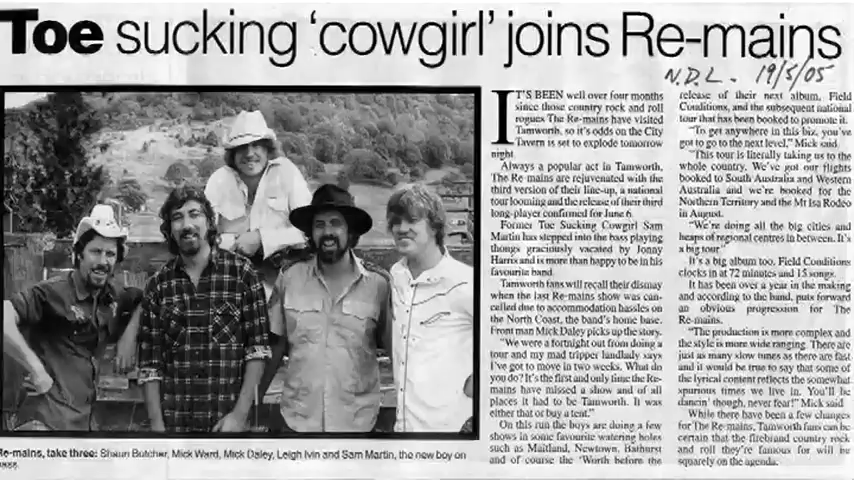 Toe sucking 'cowgirl' joins Re-mains
N.D.L. 19/5/05
IT'S BEEN well over four months
since those country rock and roll
rogues The Re-mains have visited
Tamworth, so it's odds on the City
Tavern is set to explode tomorrow
night.
Always a popular act in Tamworth,
The Re-mains are rejuvenated with the
third version of their line-up, a national
tour looming and the release of their third
long-player confirmed for June 6.
Former Toe Sucking Cowgirl Sam
Martin has stepped into the bass playing
thongs graciously vacated by Jonny
Harris and is more than happy to be in his
favourite band.
Tamworth fans will recall their dismay
when the last Re-mains show was can-
celled due to accommodation hassles on
the North Coast, the band's home base.
Front man Mick Daley picks up the story.
"We were a fortnight out from doing a
tour and my mad tripper landlady says
I've got to move in two weeks. What do
you do? It's the first and only time the Re-
mains have missed a show and of all
places it had to be Tamworth. It was
either that or buy a tent."
On this run the boys are doing a few
shows in some favourite watering holes
such as Maitland, Newtown, Bathurst
and of course the 'Worth before the
release of their next album, Field
Conditions, and the subsequent national
tour that has been booked to promote it.
"To get anywhere in this biz, you've
got to go to the next level," Mick said.
"This tour is literally taking us to the
whole country. We've got our flights
booked to South Australia and Western
Australia and we're booked for the
Northern Territory and the Mt Isa Rodeo
in August.
"We're doing all the big cities and
heaps of regional centres in between. It's
a big tour."
It's a big album too, Field Conditions
clocks in at 72 minutes and 15 songs.
It has been over a year in the making
and according to the band, puts forward
an obvious progression for The
Re-mains.
"The production is more complex and
the style is more wide ranging. There are
just as many slow tunes as there are fast
and it would be true to say that some of
the lyrical content reflects the somewhat
spurious times we live in. You'll be
dancin' though, never fear!" Mick said
While there have been a few changes
for The Re-mains, Tamworth fans can be
certain that the firebrand country rock
and roll they're famous for will be
squarely on the agenda.
Re-mains, take three: Shaun Butcher, Mick Ward, Mick Daley, Leigh Ivin and Sam Martin, the new boy on
bass.